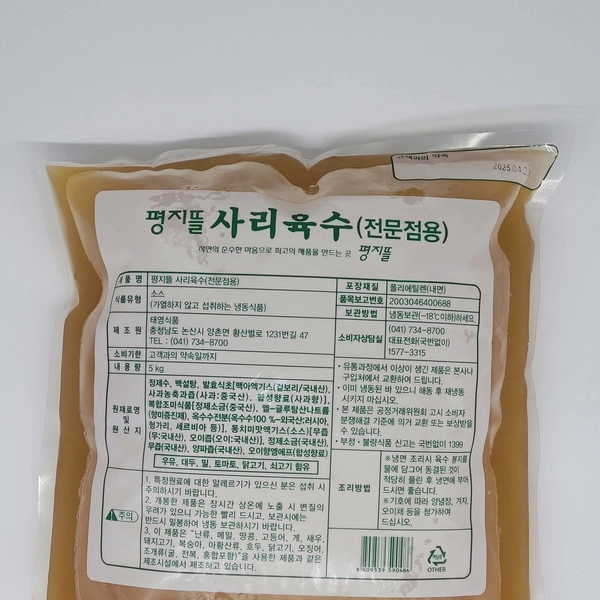 고객과의 약속
2025.04.0
평지뜰 사리육수(전문점용)
자연의 순수한 마음으로 최고의 제품을 만드는 곳 평지뜰
제 품 명 평지뜰 사리육수(전문점용)
식품유형 소스
(가열하지 않고 섭취하는 냉동식품)
제 조 원 태영식품
충청남도 논산시 양촌면 황산벌로 1231번길 47
TEL : (041) 734-8700
소비기한 고객과의 약속일까지
내 용 량 5 kg
원재료명
및
원 산 지
정제수, 백설탕, 발효식초[맥아엑기스(겉보리/국내산),
사과농축과즙(사과:중국산), 합성향료(사과향)],
복합조미식품[정제소금(중국산), 엘-글루탐산나트륨
(향미증진제), 옥수수전분(옥수수100 %-외국산:러시아,
헝가리, 세르비아 등)], 동치미맛엑기스(소스)[무즙
(무:국내산), 오이즙(오이:국내산)], 정제소금(국내산),
무즙(국내산), 양파즙(국내산), 오이향엠에프(합성향료)
우유, 대두, 밀, 토마토, 닭고기, 쇠고기 함유
주의
1. 특정원료에 대한 알레르기가 있으신 분은 섭취 시
주의하시기 바랍니다.
2. 개봉한 제품은 장시간 상온에 노출 시 변질의
우려가 있으니 가능한 빨리 드시고, 보관시에는
반드시 밀봉하여 냉동 보관하시기 바랍니다.
3. 이 제품은 "난류, 메밀, 땅콩, 고등어, 게, 새우,
돼지고기, 복숭아, 아황산류, 호두, 닭고기, 오징어,
조개류(굴, 전복, 홍합포함)"을 사용한 제품과 같은
제조시설에서 제조하고 있습니다.
포장재질 폴리에틸렌(내면)
품목보고번호 2003046400688
보관방법 냉동보관(-18℃이하)하세요
소비자상담실 (041) 734-8700
대표전화(국번없이)
1577-3315
• 유통과정에서 이상이 생긴 제품은 본사나
구입처에서 교환하여 드립니다.
• 이미 냉동된 바 있으니 해동 후 재냉동
시키지 마십시오.
• 본 제품은 공정거래위원회 고시 소비자
분쟁해결 기준에 의거 교환 또는 보상받을
수 있습니다.
• 부정·불량식품 신고는 국번없이 1399
조리방법
※냉면 조리시 육수 봉지를
물에 담그어 동결된 것이
적당히 풀린 후 냉면에 부어
드시면 좋습니다.
※기호에 따라 양념장, 겨자,
오이채 등을 첨가하여
드십시오.
8 809539 590486
OTHER